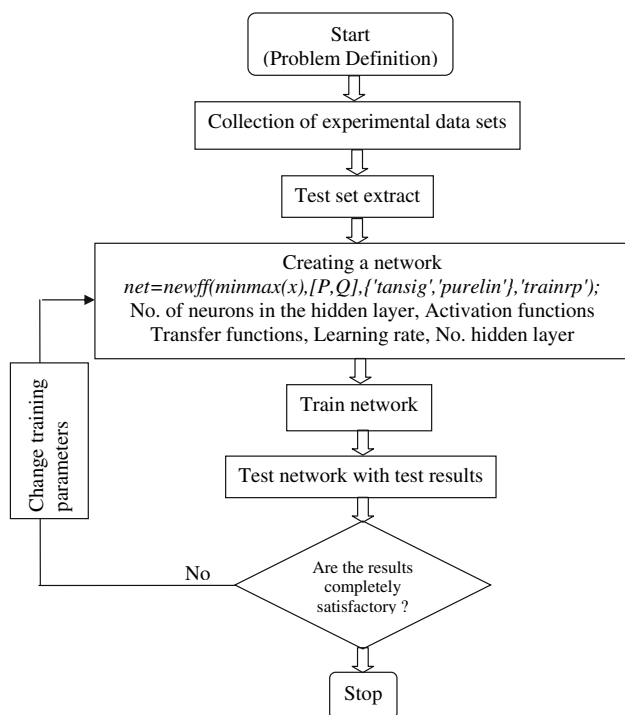 Start
(Problem Definition)
Collection of experimental data sets
Test set extract
Creating a network
net=newff(minmax(x),[P,Q],{'tansig','purelin'},'trainrp');
No. of neurons in the hidden layer, Activation functions
Transfer functions, Learning rate, No. hidden layer
Train network
Change training
parameters
Test network with test results
No
Are the results
completely
satisfactory ?
Stop